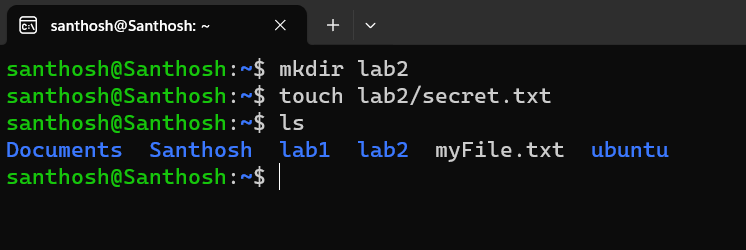 santhosh@Santhosh: ~
santhosh@Santhosh:~$ mkdir lab2
santhosh@Santhosh:~$ touch lab2/secret.txt
santhosh@Santhosh:~$ ls
Documents  Santhosh  lab1  lab2  myFile.txt  ubuntu
santhosh@Santhosh:~$